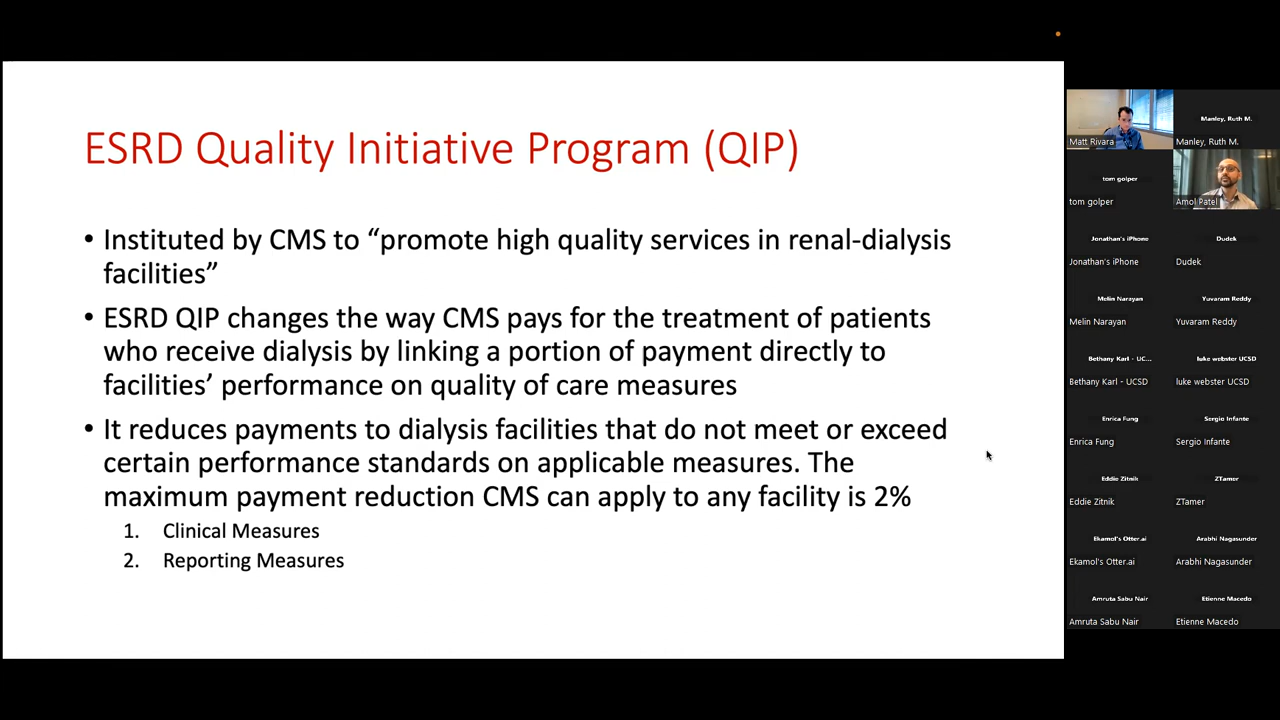 ESRD Quality Initiative Program (QIP)
• Instituted by CMS to “promote high quality services in renal-dialysis
facilities”
• ESRD QIP changes the way CMS pays for the treatment of patients
who receive dialysis by linking a portion of payment directly to
facilities’ performance on quality of care measures
• It reduces payments to dialysis facilities that do not meet or exceed
certain performance standards on applicable measures. The
maximum payment reduction CMS can apply to any facility is 2%
1. Clinical Measures
2. Reporting Measures
Matt Rivara
Manley, Ruth M.
Manley, Ruth M.
tom golper
tom golper
Amol Patel
Jonathan's iPhone
Jonathan's iPhone
Dudek
Dudek
Melin Narayan
Melin Narayan
Yuvaram Reddy
Yuvaram Reddy
Bethany Karl - UC...
Bethany Karl - UCSD
luke webster UCSD
luke webster UCSD
Enrica Fung
Enrica Fung
Sergio Infante
Sergio Infante
Eddie Zitnik
Eddie Zitnik
ZTamer
ZTamer
Ekamol's Otter.ai
Ekamol's Otter.ai
Arabhi Nagasunder
Arabhi Nagasunder
Amruta Sabu Nair
Amruta Sabu Nair
Etienne Macedo
Etienne Macedo